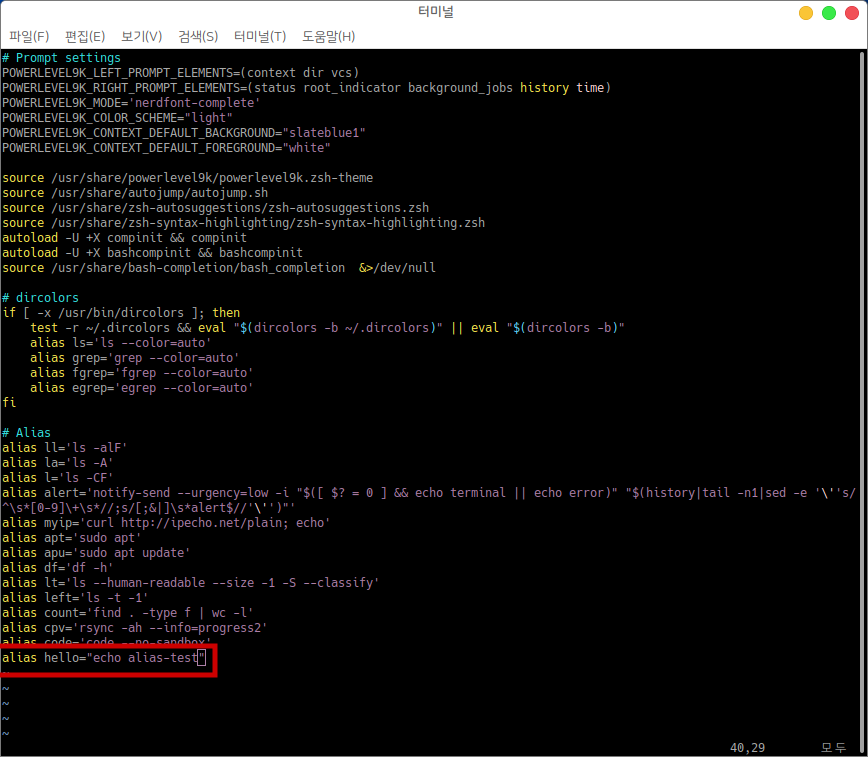 터미널
파일(F) 편집(E) 보기(V) 검색(S) 터미널(T) 도움말(H)
# Prompt settings
POWERLEVEL9K_LEFT_PROMPT_ELEMENTS=(context dir vcs)
POWERLEVEL9K_RIGHT_PROMPT_ELEMENTS=(status root_indicator background_jobs history time)
POWERLEVEL9K_MODE='nerdfont-complete'
POWERLEVEL9K_COLOR_SCHEME="light"
POWERLEVEL9K_CONTEXT_DEFAULT_BACKGROUND="slateblue1"
POWERLEVEL9K_CONTEXT_DEFAULT_FOREGROUND="white"
source /usr/share/powerlevel9k/powerlevel9k.zsh-theme
source /usr/share/autojump/autojump.sh
source /usr/share/zsh-autosuggestions/zsh-autosuggestions.zsh
source /usr/share/zsh-syntax-highlighting/zsh-syntax-highlighting.zsh
autoload -U +X compinit && compinit
autoload -U +X bashcompinit && bashcompinit
source /usr/share/bash-completion/bash_completion  &>/dev/null
# dircolors
if [ -x /usr/bin/dircolors ]; then
    test -r ~/.dircolors && eval "$(dircolors -b ~/.dircolors)" || eval "$(dircolors -b)"
    alias ls='ls --color=auto'
    alias grep='grep --color=auto'
    alias fgrep='fgrep --color=auto'
    alias egrep='egrep --color=auto'
fi
# Alias
alias ll='ls -alF'
alias la='ls -A'
alias l='ls -CF'
alias alert='notify-send --urgency=low -i "$([ $? = 0 ] && echo terminal || echo error)" "$(history|tail -n1|sed -e '\''s/
^\s*[0-9]\+\s*//;s/[;&|]\s*alert$//'\'')"'
alias myip='curl http://ipecho.net/plain; echo'
alias apt='sudo apt'
alias apu='sudo apt update'
alias df='df -h'
alias lt='ls --human-readable --size -1 -S --classify'
alias left='ls -t -1'
alias count='find . -type f | wc -l'
alias cpv='rsync -ah --info=progress2'
alias code='code --no-sandbox'
alias hello="echo alias-test"
~
~
~
~
~
40,29 모두